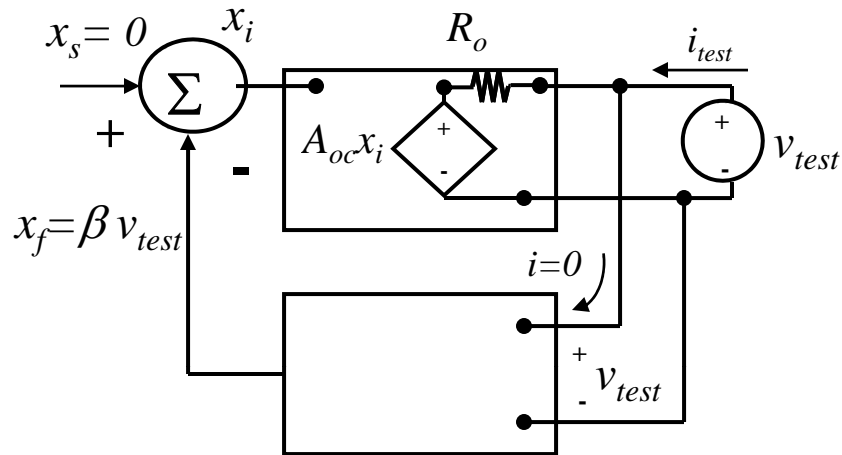 x_s = 0
x_i
R_o
i_test
Σ
+
-
A_oc x_i
+
-
+
-
v_test
x_f = β v_test
i=0
+
v_test
-